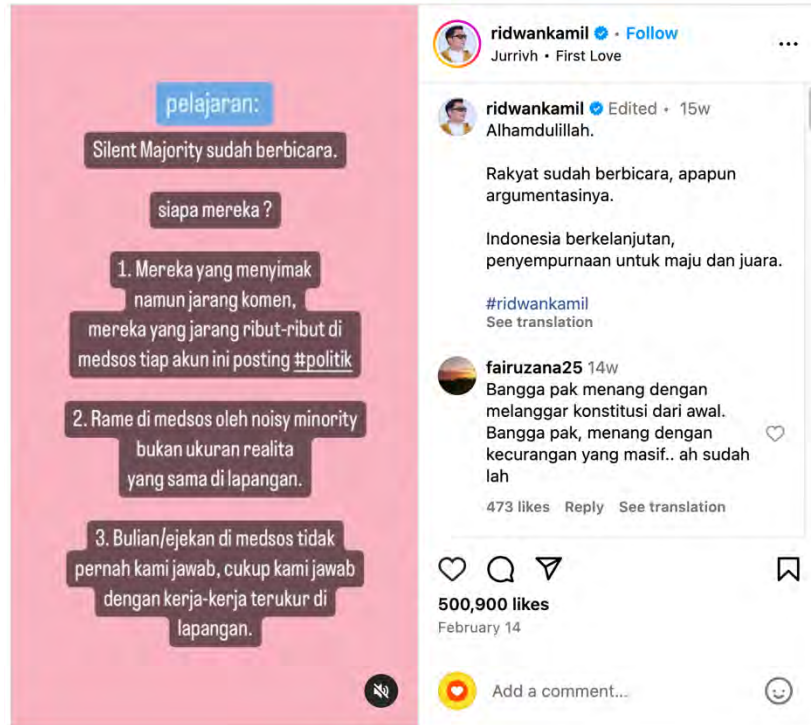 pelajaran:
Silent Majority sudah berbicara.
siapa mereka ?
1. Mereka yang menyimak
namun jarang komen,
mereka yang jarang ribut-ribut di
medsos tiap akun ini posting #politik
2. Rame di medsos oleh noisy minority
bukan ukuran realita
yang sama di lapangan.
3. Bulian/ejekan di medsos tidak
pernah kami jawab, cukup kami jawab
dengan kerja-kerja terukur di
lapangan.
ridwankamil • Follow
Jurrivh • First Love
ridwankamil Edited • 15w
Alhamdulillah.
Rakyat sudah berbicara, apapun
argumentasinya.
Indonesia berkelanjutan,
penyempurnaan untuk maju dan juara.
#ridwankamil
See translation
fairuzana25 14w
Bangga pak menang dengan
melanggar konstitusi dari awal.
Bangga pak, menang dengan
kecurangan yang masif.. ah sudah
lah
473 likes Reply See translation
500,900 likes
February 14
Add a comment...